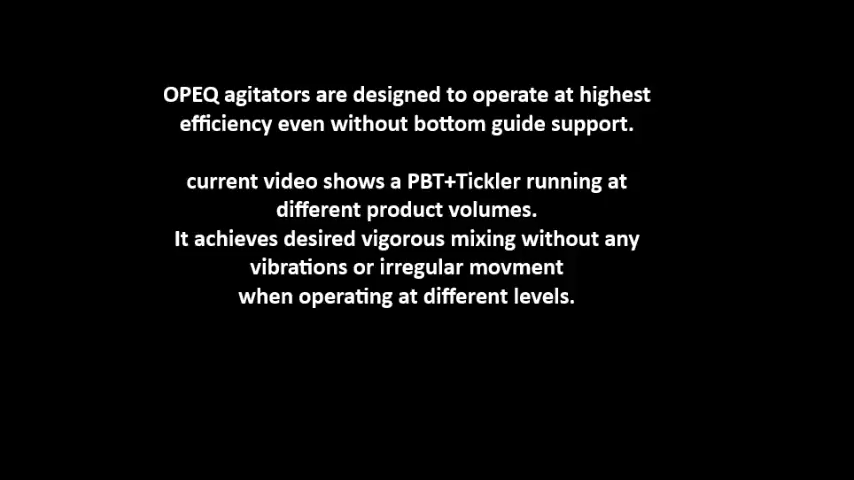 OPEQ agitators are designed to operate at highest
efficiency even without bottom guide support.
current video shows a PBT+Tickler running at
different product volumes.
It achieves desired vigorous mixing without any
vibrations or irregular movment
when operating at different levels.